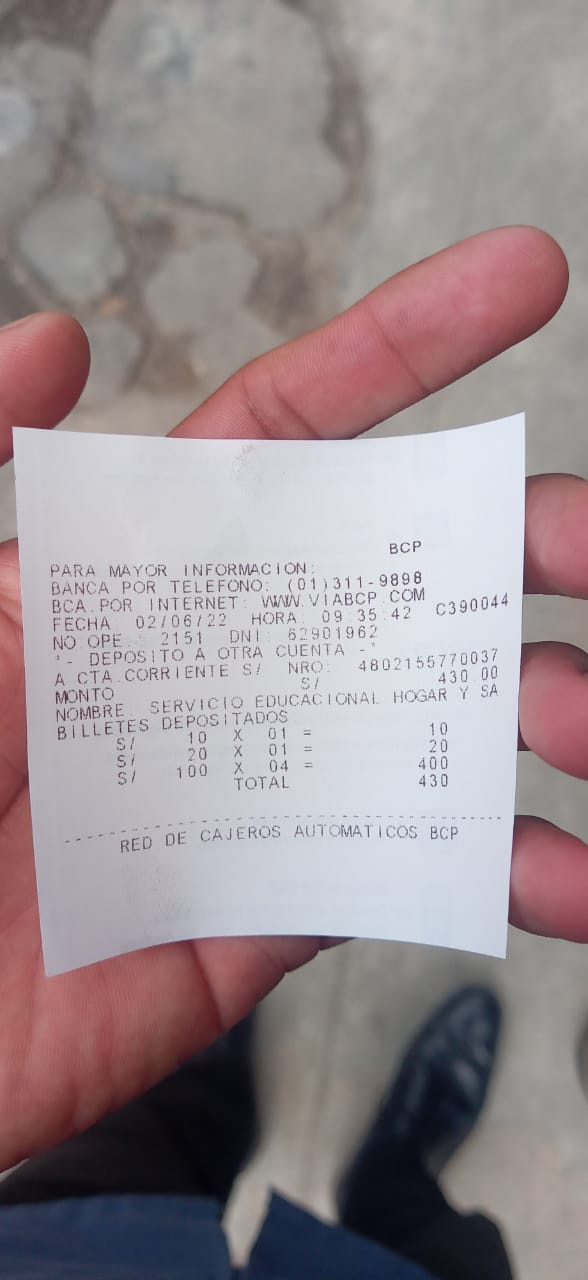 BCP
PARA MAYOR INFORMACION:
BANCA POR TELEFONO: (01)311-9898
BCA.POR INTERNET: WWW.VIABCP.COM
FECHA: 02/06/22 HORA: 09:35:42 C390044
NO OPE.: 2151 DNI: 62901962
*- DEPOSITO A OTRA CUENTA -*
A CTA.CORRIENTE S/ NRO: 4802155770037
MONTO S/ 430.00
NOMBRE: SERVICIO EDUCACIONAL HOGAR Y SA
BILLETES DEPOSITADOS
S/ 10 X 01 = 10
S/ 20 X 01 = 20
S/ 100 X 04 = 400
TOTAL 430
RED DE CAJEROS AUTOMATICOS BCP